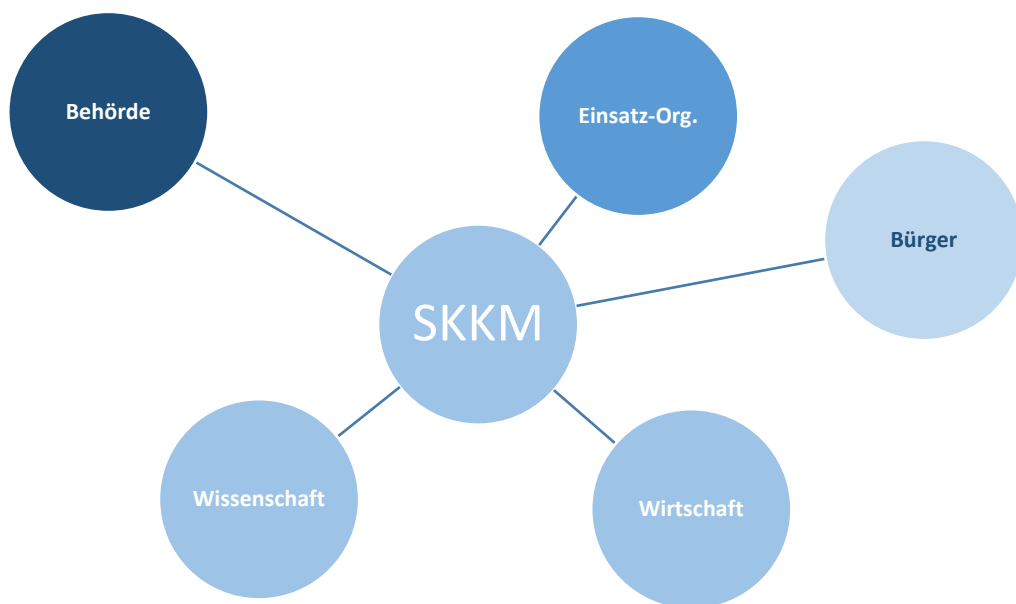 Behörde
Einsatz-Org.
Bürger
SKKM
Wissenschaft
Wirtschaft